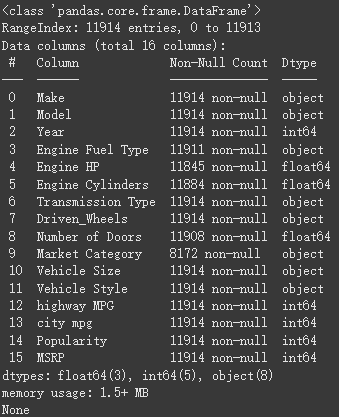 <class 'pandas.core.frame.DataFrame'>
RangeIndex: 11914 entries, 0 to 11913
Data columns (total 16 columns):
 #   Column             Non-Null Count  Dtype
---  ------             --------------  -----
 0   Make               11914 non-null  object
 1   Model              11914 non-null  object
 2   Year               11914 non-null  int64
 3   Engine Fuel Type   11911 non-null  object
 4   Engine HP          11845 non-null  float64
 5   Engine Cylinders   11884 non-null  float64
 6   Transmission Type  11914 non-null  object
 7   Driven_Wheels      11914 non-null  object
 8   Number of Doors    11908 non-null  float64
 9   Market Category    8172 non-null   object
 10  Vehicle Size       11914 non-null  object
 11  Vehicle Style      11914 non-null  object
 12  highway MPG        11914 non-null  int64
 13  city mpg           11914 non-null  int64
 14  Popularity         11914 non-null  int64
 15  MSRP               11914 non-null  int64
dtypes: float64(3), int64(5), object(8)
memory usage: 1.5+ MB
None